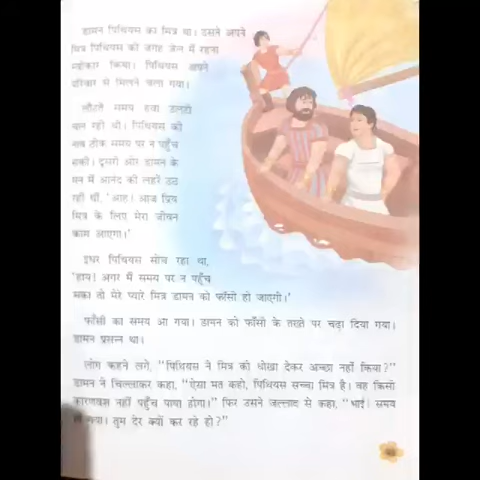 डामन पिथियस का मित्र था। उसने अपने
मित्र पिथियस की जगह जेल में रहना
स्वीकार किया। पिथियस अपने
परिवार से मिलने चला गया।
लौटते समय हवा उलटी
चल रही थी। पिथियस की
नाव ठीक समय पर न पहुँच
सकी। दूसरी ओर डामन के
मन में आनंद की लहरें उठ
रहीं थीं, 'आह! आज प्रिय
मित्र के लिए मेरा जीवन
काम आएगा।'
इधर पिथियस सोच रहा था,
'हाय! अगर मैं समय पर न पहुँच
सका तो मेरे प्यारे मित्र डामन को फाँसी हो जाएगी।'
फाँसी का समय आ गया। डामन को फाँसी के तख्ते पर चढ़ा दिया गया।
डामन प्रसन्न था।
लोग कहने लगे, "पिथियस ने मित्र को धोखा देकर अच्छा नहीं किया?"
डामन ने चिल्लाकर कहा, "ऐसा मत कहो, पिथियस सच्चा मित्र है। वह किसी
कारणवश नहीं पहुँच पाया होगा।" फिर उसने जल्लाद से कहा, "भाई! समय
हो गया। तुम देर क्यों कर रहे हो?"